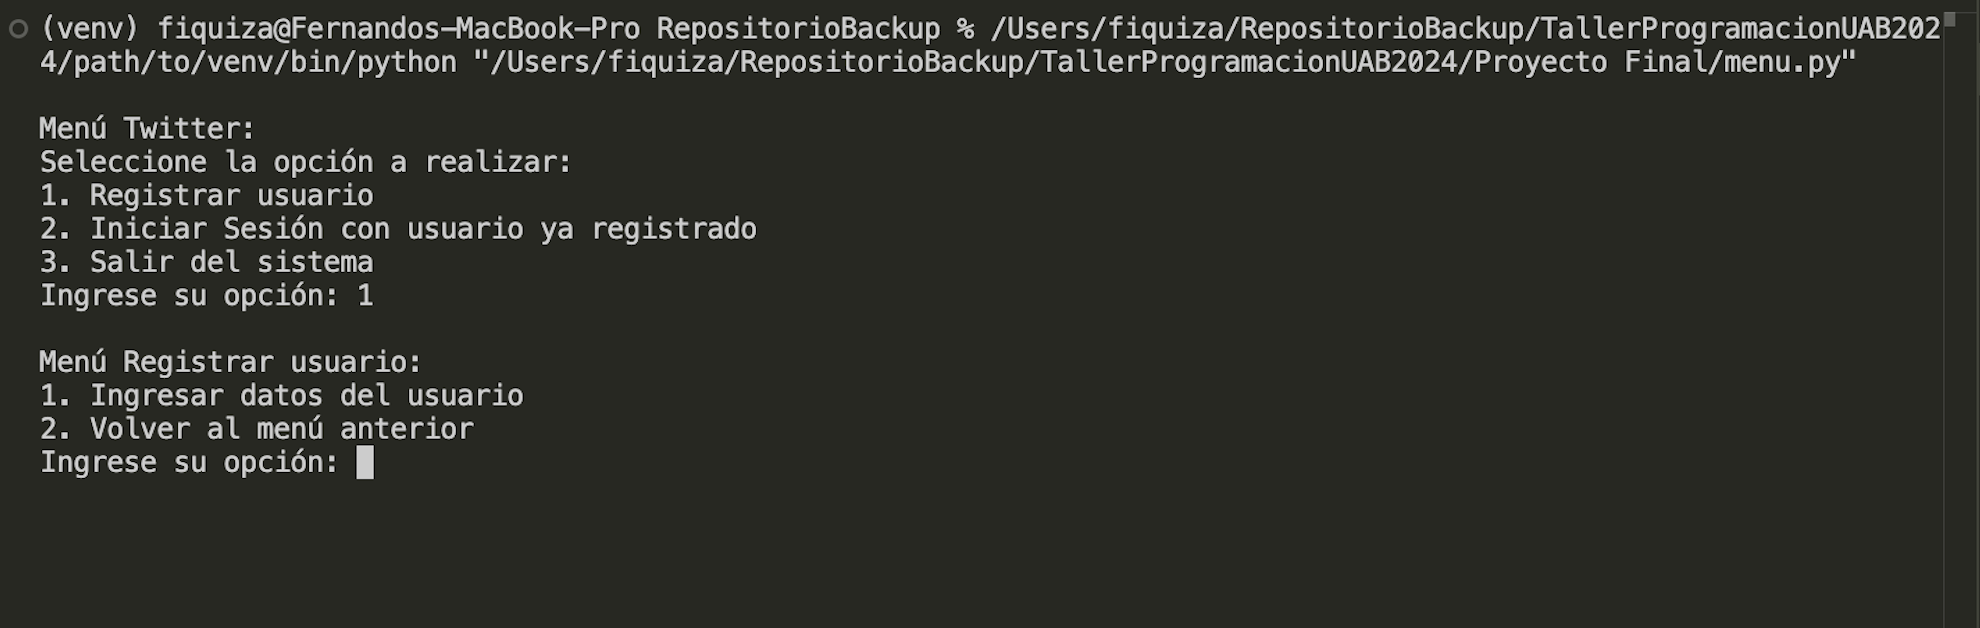 (venv) fiquiza@Fernandos-MacBook-Pro RepositorioBackup % /Users/fiquiza/RepositorioBackup/TallerProgramacionUAB202
4/path/to/venv/bin/python "/Users/fiquiza/RepositorioBackup/TallerProgramacionUAB2024/Proyecto Final/menu.py"
Menú Twitter:
Seleccione la opción a realizar:
1. Registrar usuario
2. Iniciar Sesión con usuario ya registrado
3. Salir del sistema
Ingrese su opción: 1
Menú Registrar usuario:
1. Ingresar datos del usuario
2. Volver al menú anterior
Ingrese su opción: